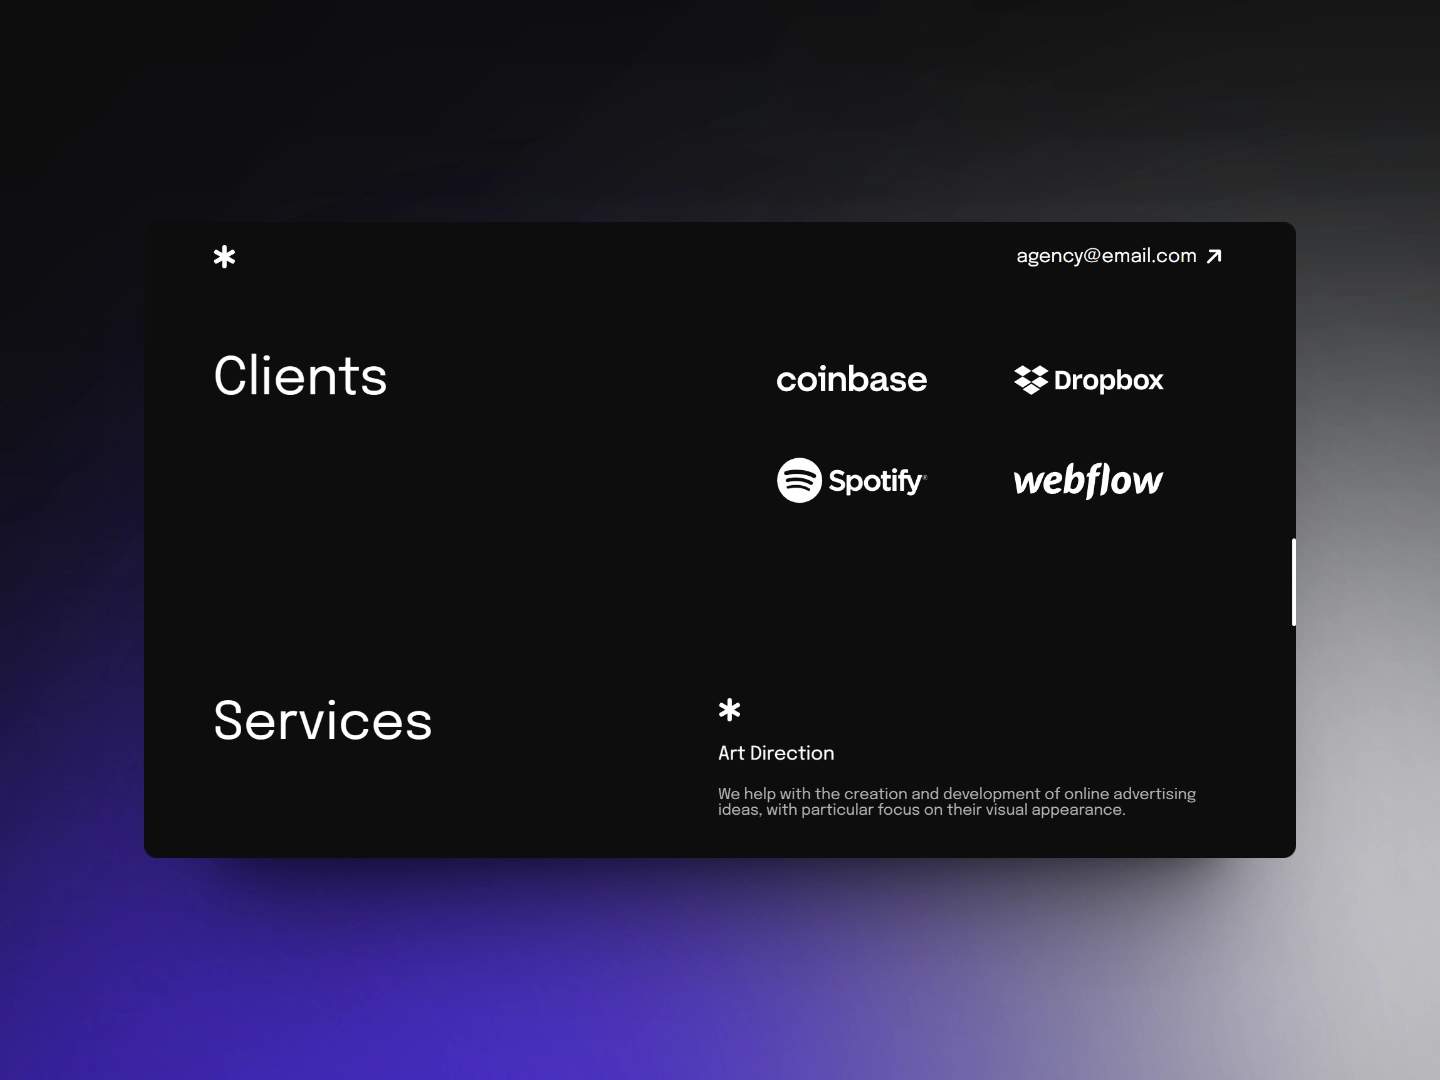 agency@email.com
Clients
coinbase
Dropbox
Spotify®
webflow
Services
Art Direction
We help with the creation and development of online advertising
ideas, with particular focus on their visual appearance.